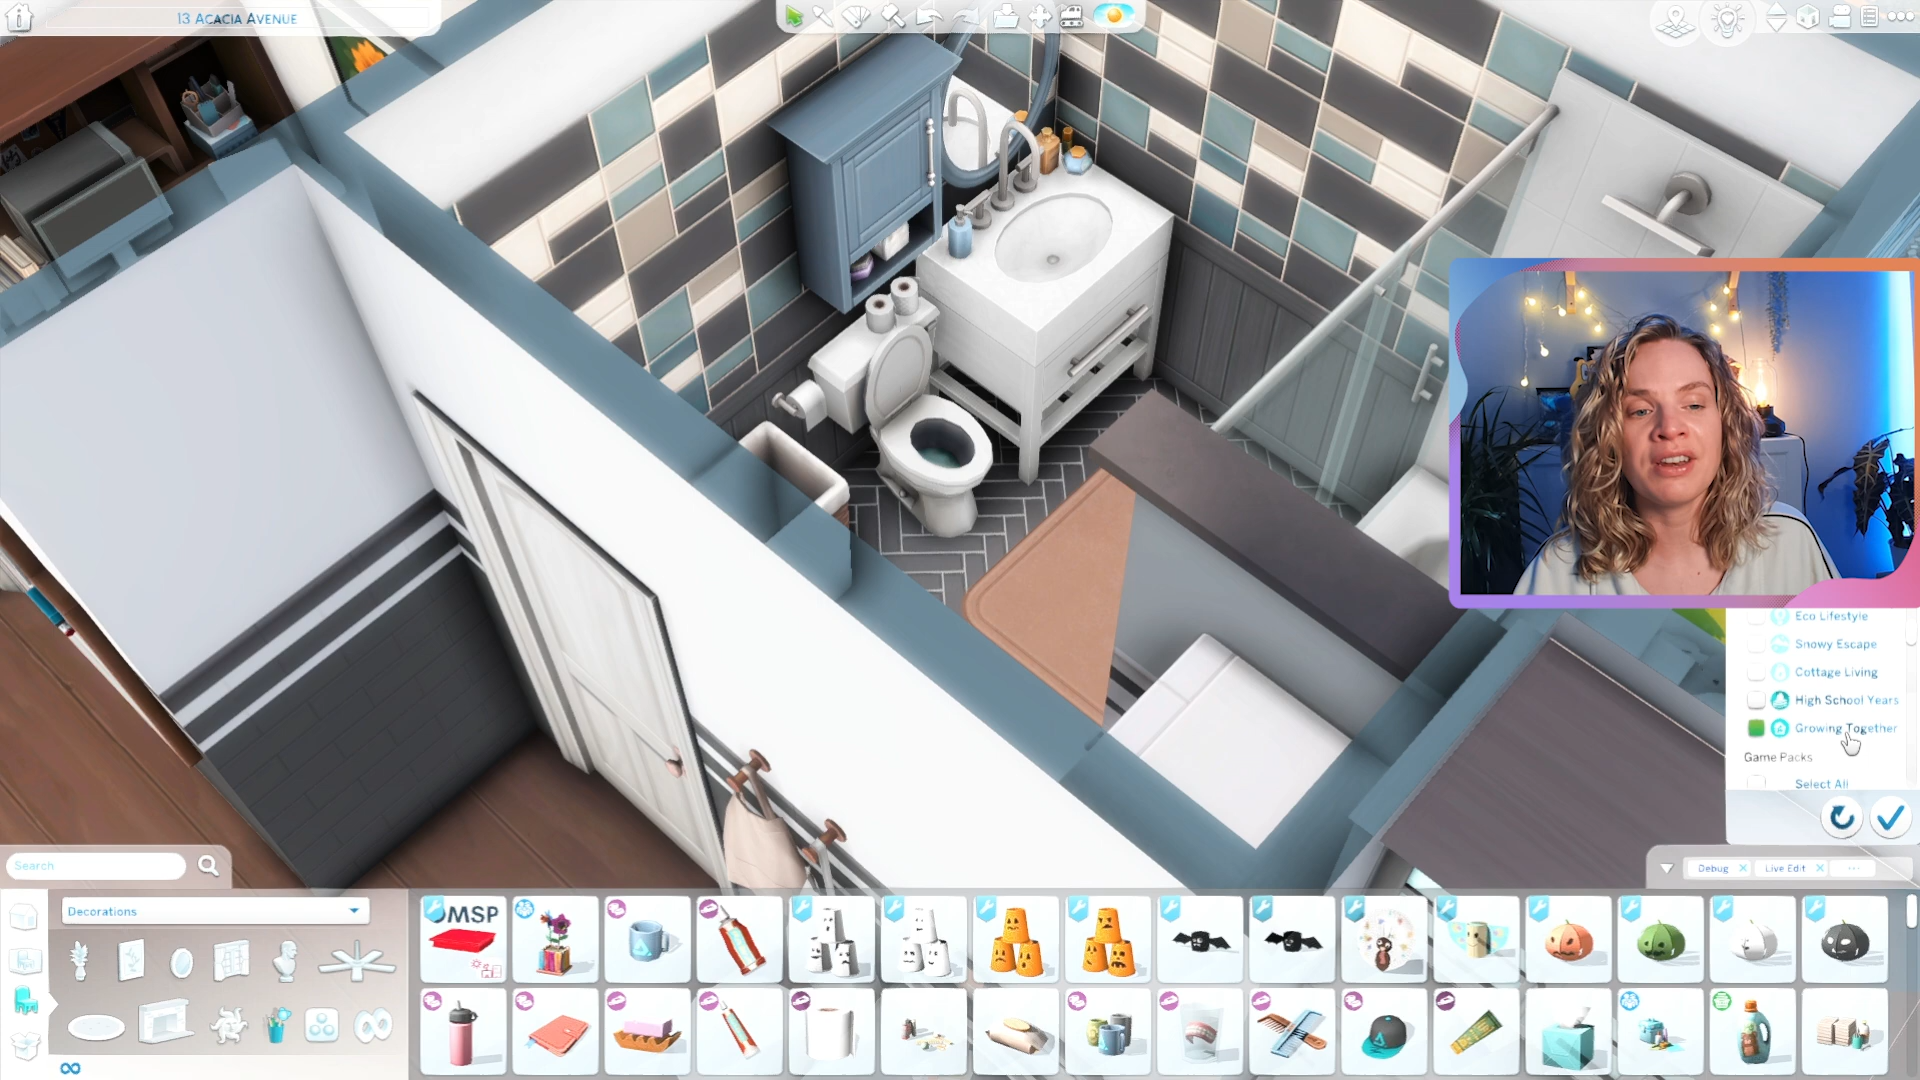 13 ACACIA AVENUE
Eco Lifestyle
Snowy Escape
Cottage Living
High School Years
Growing Together
Game Packs
Select All
Search
Debug
Live Edit
Decorations
OMSP